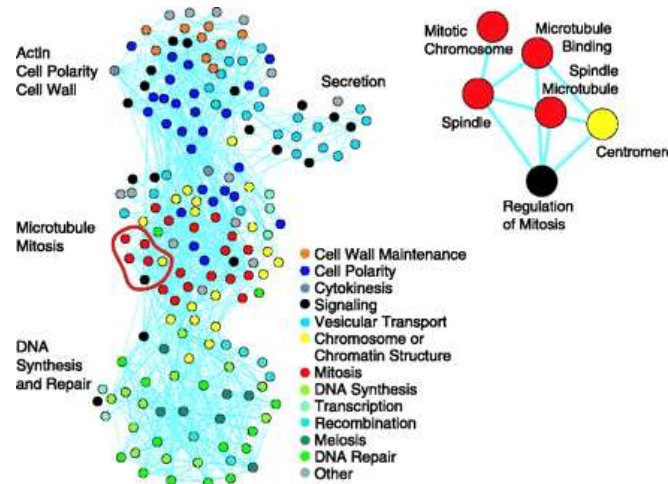 Actin
Cell Polarity
Cell Wall
Secretion
Microtubule
Mitosis
DNA
Synthesis
and Repair
Cell Wall Maintenance
Cell Polarity
Cytokinesis
Signaling
Vesicular Transport
Chromosome or
Chromatin Structure
Mitosis
DNA Synthesis
Transcription
Recombination
Meiosis
DNA Repair
Other
Mitotic
Chromosome
Microtubule
Binding
Spindle
Microtubule
Spindle
Centromere
Regulation
of Mitosis